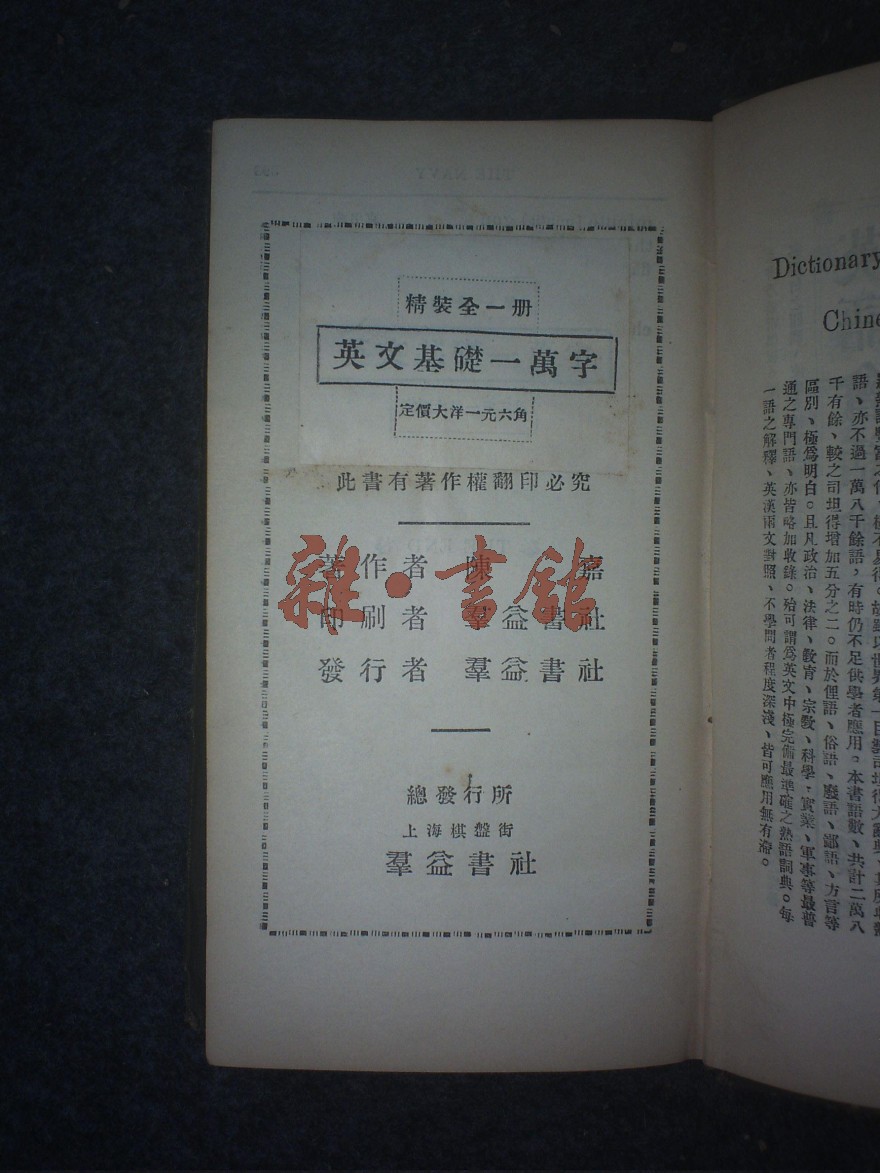 THE NAVY
精裝全一册
英文基礎一萬字
定價大洋一元六角
此書有著作權翻印必究
著作者 陳嘉
印刷者 羣益書社
發行者 羣益書社
雜·書館
總發行所
上海棋盤街
羣益書社
Dictionary
Chine
語、亦不過一萬八千餘語，有時仍不足供學者應用。本書語數、共計二萬八
千有餘、較之司坦得增加五分之二。而於俚語、俗語、廢語、鄙語、方言等
區別、極爲明白。且凡政治、法律、敎育、宗敎、科學、實業、軍事等最普
通之專門語、亦皆略加收錄。殆可謂爲英文中極完備最準確之熟語詞典。每
一語之解釋、英漢兩文對照、不學問者程度深淺、皆可應用無有滯。